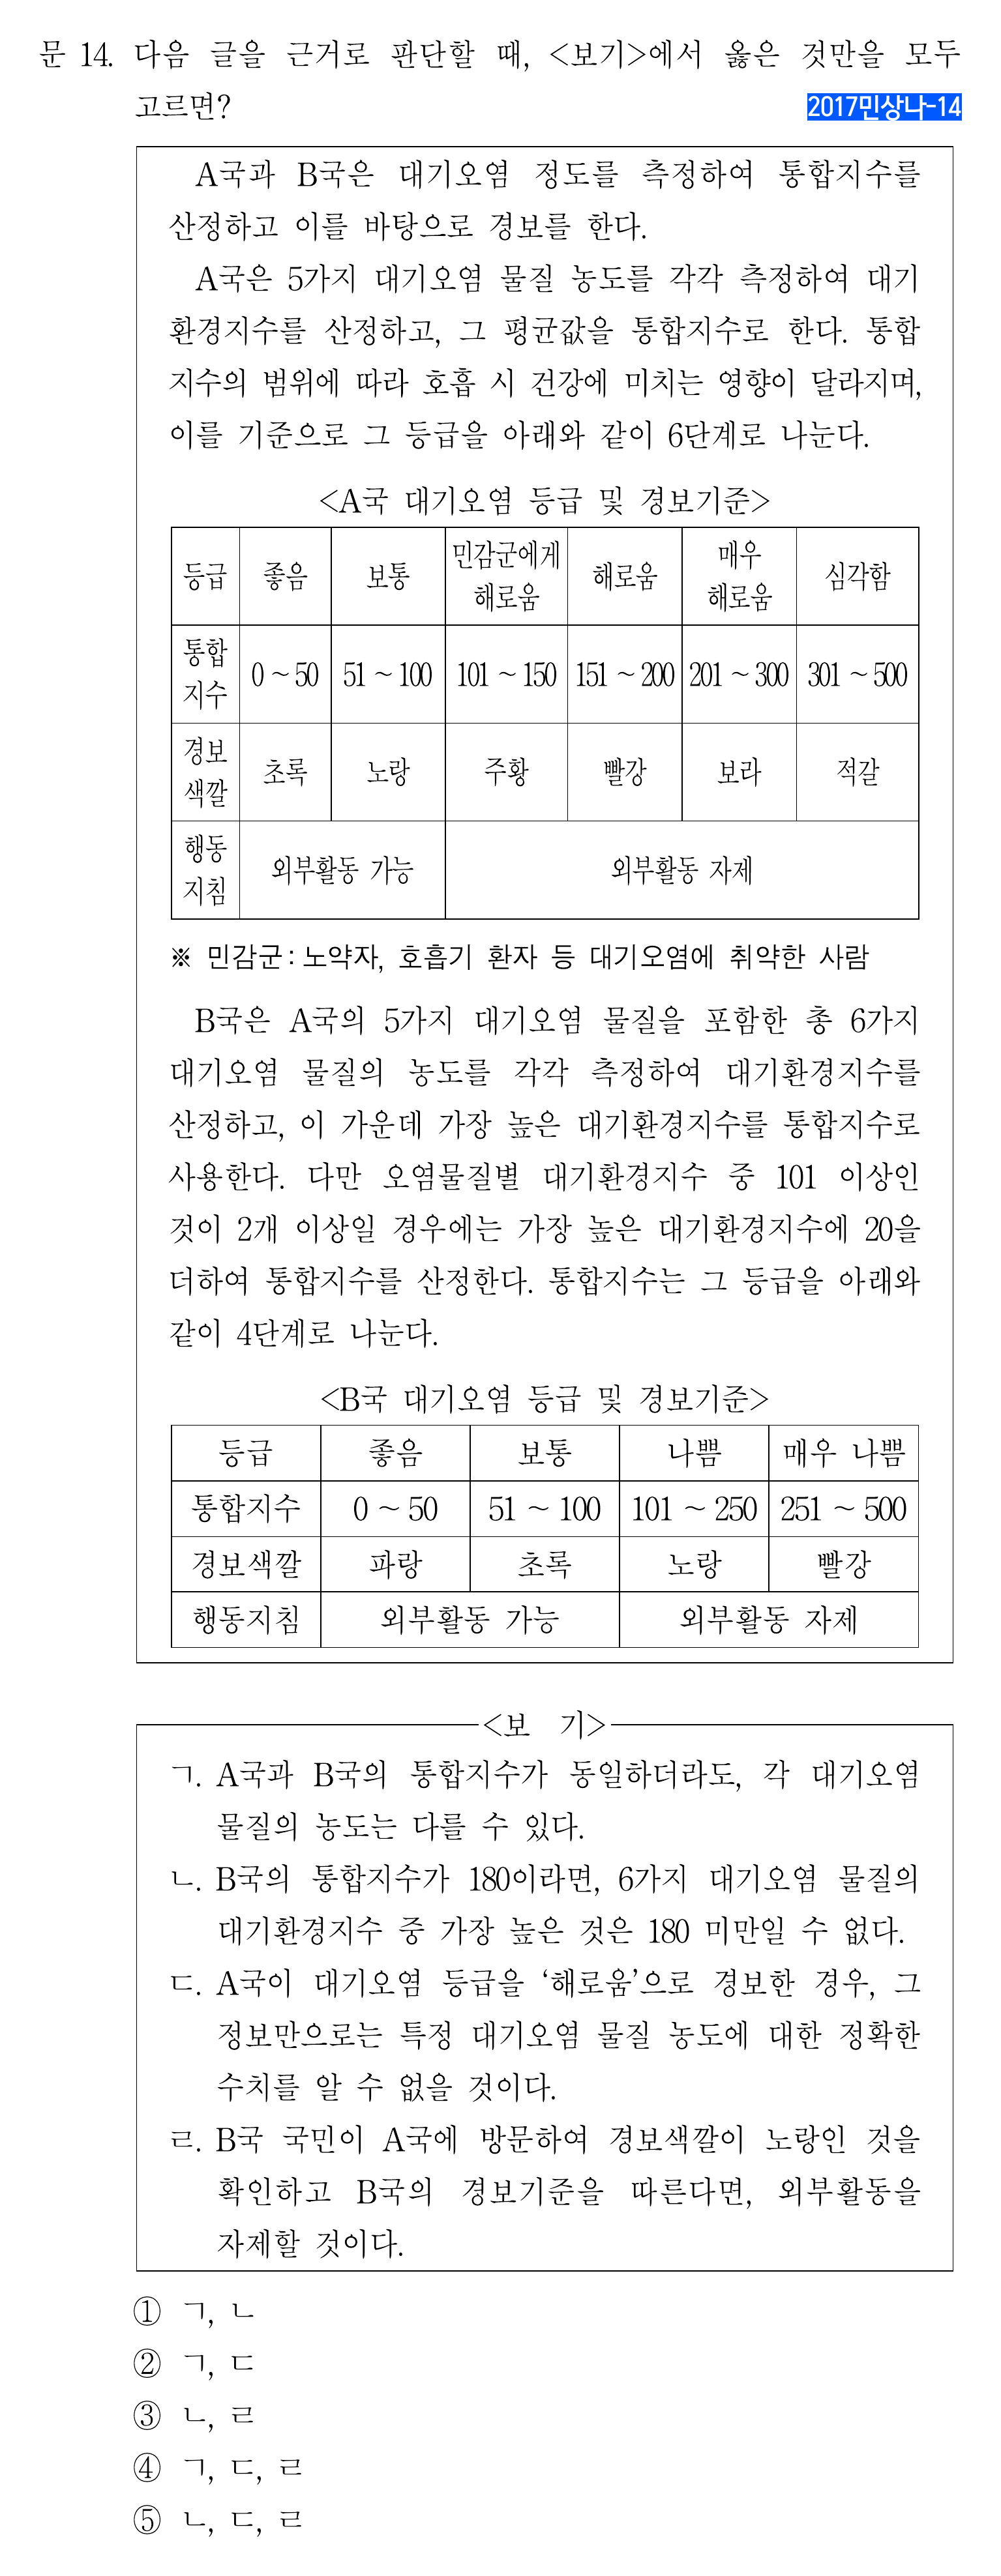 문 14. 다음 글을 근거로 판단할 때, <보기>에서 옳은 것만을 모두
고르면?
2017민상나-14
A국과 B국은 대기오염 정도를 측정하여 통합지수를
산정하고 이를 바탕으로 경보를 한다.
A국은 5가지 대기오염 물질 농도를 각각 측정하여 대기
환경지수를 산정하고, 그 평균값을 통합지수로 한다. 통합
지수의 범위에 따라 호흡 시 건강에 미치는 영향이 달라지며,
이를 기준으로 그 등급을 아래와 같이 6단계로 나눈다.
<A국 대기오염 등급 및 경보기준>
등급 좋음 보통 민감군에게 해로움 해로움 매우 해로움 심각함
통합 지수 0 ~ 50 51 ~ 100 101 ~ 150 151 ~ 200 201 ~ 300 301 ~ 500
경보 색깔 초록 노랑 주황 빨강 보라 적갈
행동 지침 외부활동 가능 외부활동 자제
※ 민감군 : 노약자, 호흡기 환자 등 대기오염에 취약한 사람
B국은 A국의 5가지 대기오염 물질을 포함한 총 6가지
대기오염 물질의 농도를 각각 측정하여 대기환경지수를
산정하고, 이 가운데 가장 높은 대기환경지수를 통합지수로
사용한다. 다만 오염물질별 대기환경지수 중 101 이상인
것이 2개 이상일 경우에는 가장 높은 대기환경지수에 20을
더하여 통합지수를 산정한다. 통합지수는 그 등급을 아래와
같이 4단계로 나눈다.
<B국 대기오염 등급 및 경보기준>
등급 좋음 보통 나쁨 매우 나쁨
통합지수 0 ~ 50 51 ~ 100 101 ~ 250 251 ~ 500
경보색깔 파랑 초록 노랑 빨강
행동지침 외부활동 가능 외부활동 자제
<보 기>
ㄱ. A국과 B국의 통합지수가 동일하더라도, 각 대기오염
물질의 농도는 다를 수 있다.
ㄴ. B국의 통합지수가 180이라면, 6가지 대기오염 물질의
대기환경지수 중 가장 높은 것은 180 미만일 수 없다.
ㄷ. A국이 대기오염 등급을 ‘해로움’으로 경보한 경우, 그
정보만으로는 특정 대기오염 물질 농도에 대한 정확한
수치를 알 수 없을 것이다.
ㄹ. B국 국민이 A국에 방문하여 경보색깔이 노랑인 것을
확인하고 B국의 경보기준을 따른다면, 외부활동을
자제할 것이다.
① ㄱ, ㄴ
② ㄱ, ㄷ
③ ㄴ, ㄹ
④ ㄱ, ㄷ, ㄹ
⑤ ㄴ, ㄷ, ㄹ